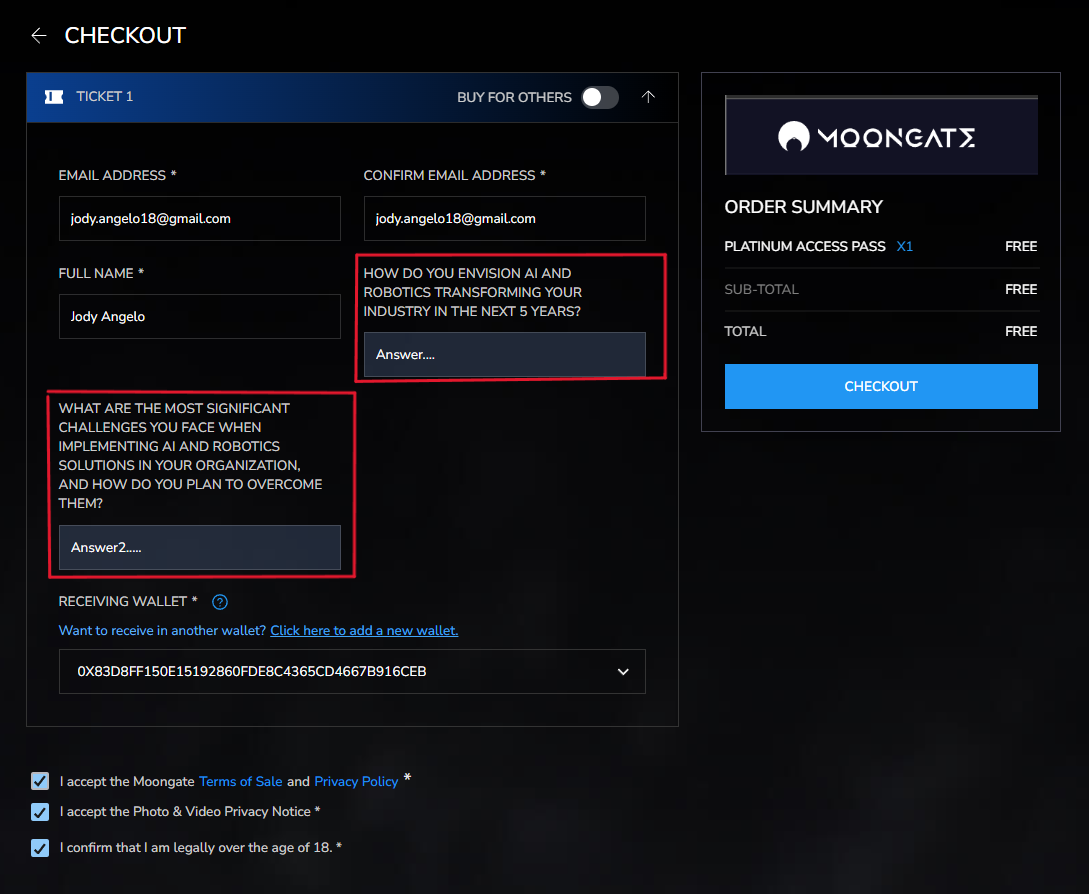 CHECKOUT
TICKET 1
BUY FOR OTHERS
EMAIL ADDRESS *
jody.angelo18@gmail.com
CONFIRM EMAIL ADDRESS *
jody.angelo18@gmail.com
FULL NAME *
Jody Angelo
HOW DO YOU ENVISION AI AND
ROBOTICS TRANSFORMING YOUR
INDUSTRY IN THE NEXT 5 YEARS?
Answer....
WHAT ARE THE MOST SIGNIFICANT
CHALLENGES YOU FACE WHEN
IMPLEMENTING AI AND ROBOTICS
SOLUTIONS IN YOUR ORGANIZATION,
AND HOW DO YOU PLAN TO OVERCOME
THEM?
Answer2.....
RECEIVING WALLET * ?
Want to receive in another wallet? Click here to add a new wallet.
0X83D8FF150E15192860FDE8C4365CD4667B916CEB
I accept the Moongate Terms of Sale and Privacy Policy *
I accept the Photo & Video Privacy Notice *
I confirm that I am legally over the age of 18. *
MOONGATE
ORDER SUMMARY
PLATINUM ACCESS PASS X1 FREE
SUB-TOTAL FREE
TOTAL FREE
CHECKOUT